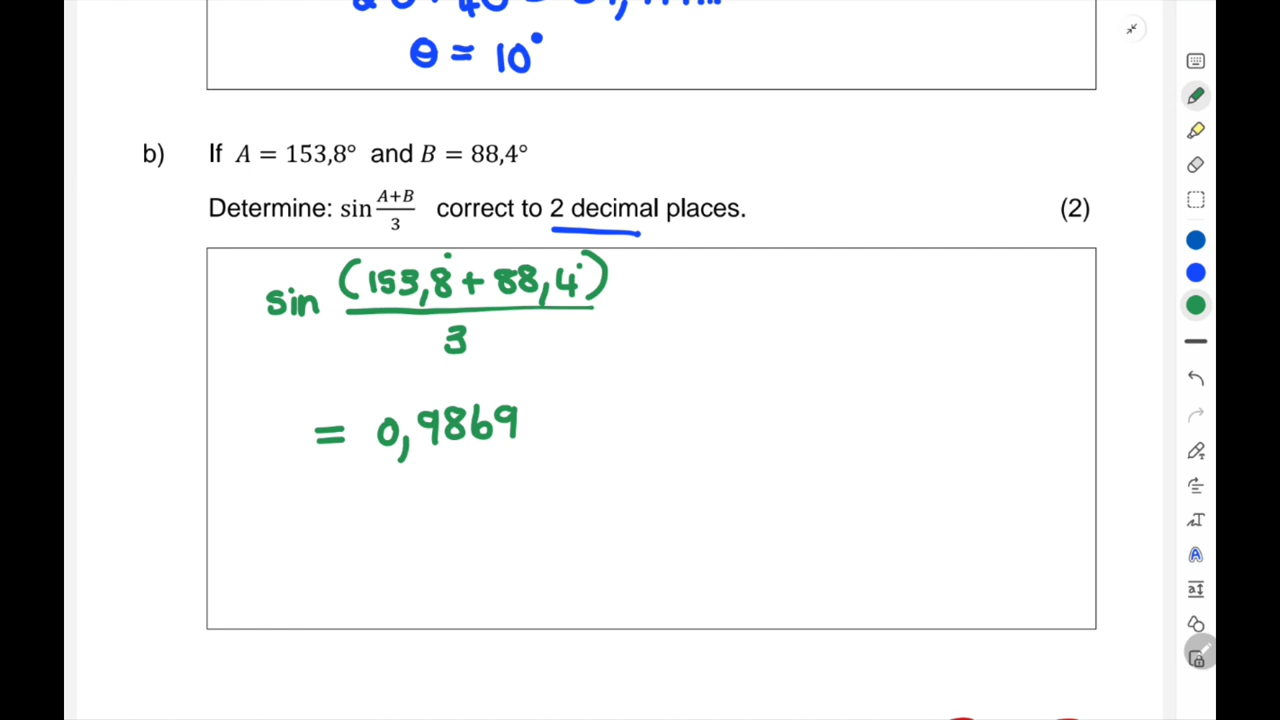 θ = 10°
b) If A = 153,8° and B = 88,4°
Determine: sin (A+B)/3 correct to 2 decimal places. (2)
sin (153,8° + 88,4°)
3
= 0,9869